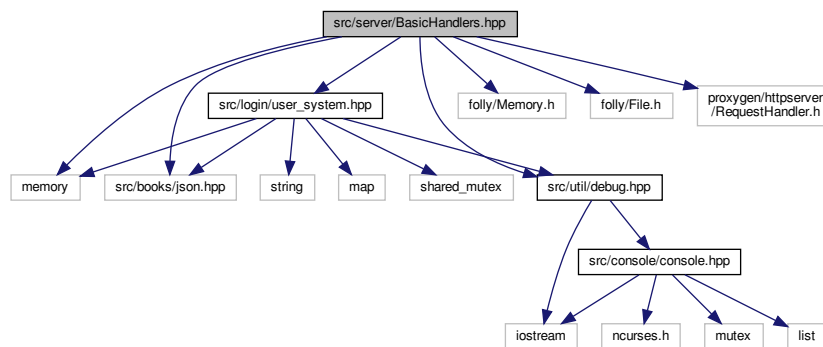 src/server/BasicHandlers.hpp
src/login/user_system.hpp
folly/Memory.h
folly/File.h
proxygen/httpserver
/RequestHandler.h
memory
src/books/json.hpp
string
map
shared_mutex
src/util/debug.hpp
src/console/console.hpp
iostream
ncurses.h
mutex
list